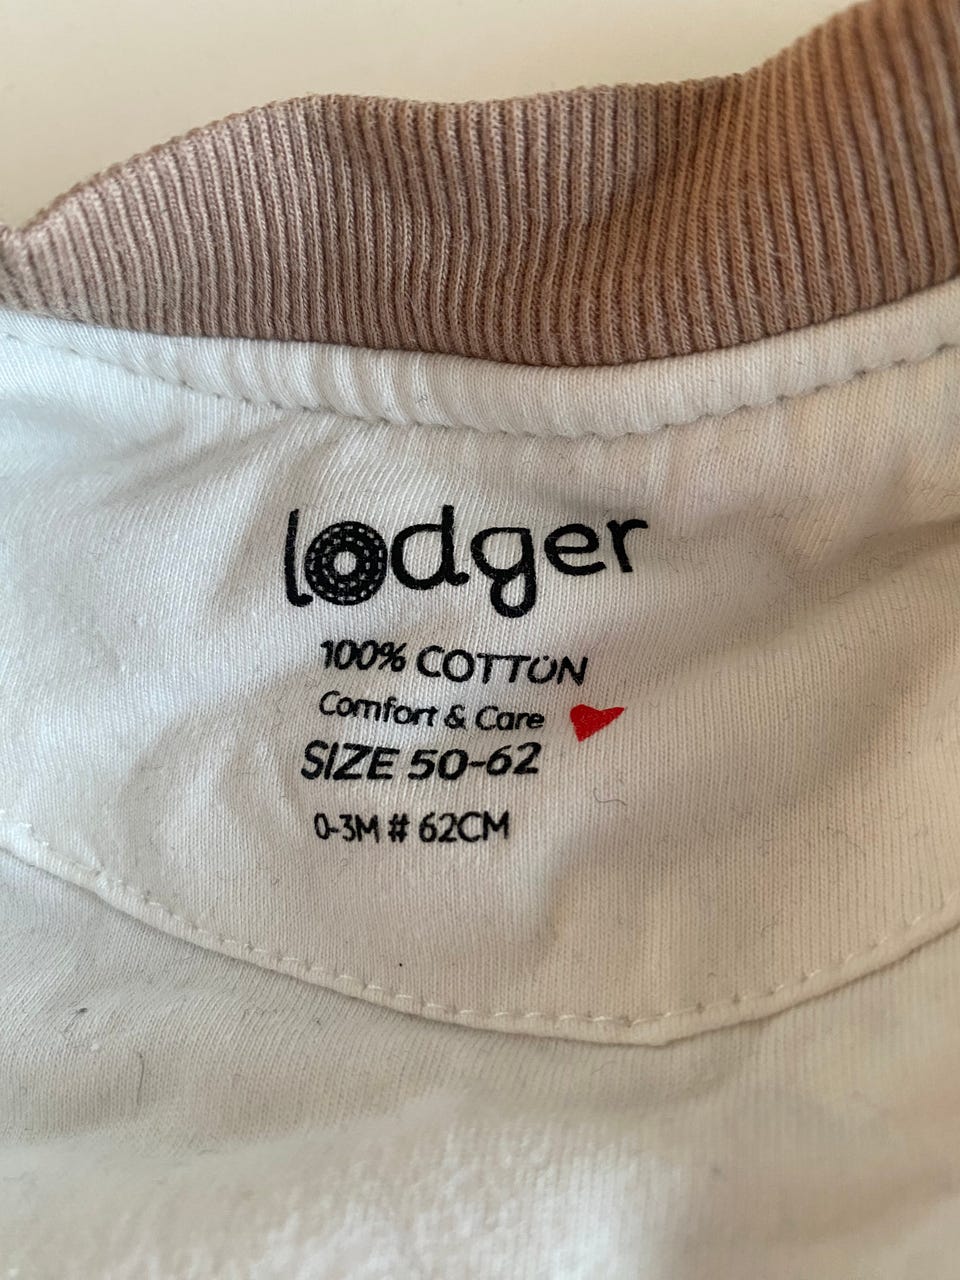 lodger
100% COTTON
Comfort & Care
SIZE 50-62
0-3M # 62CM